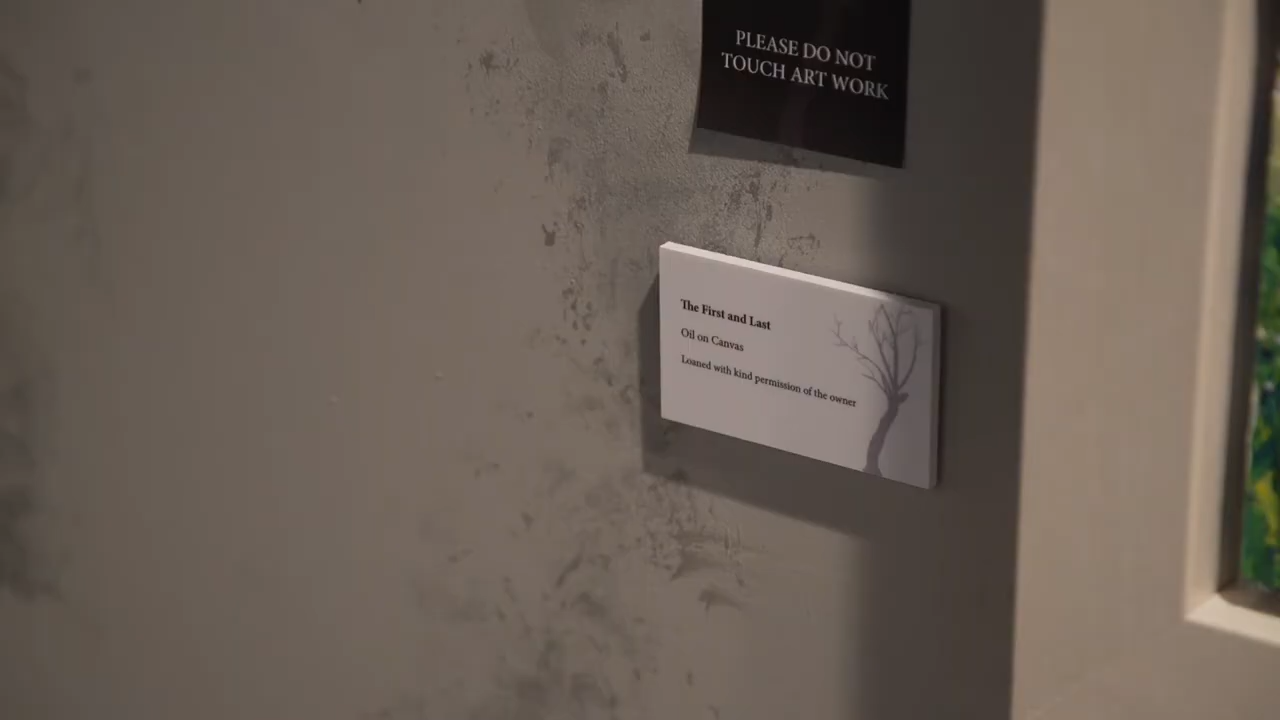 PLEASE DO NOT
TOUCH ART WORK
The First and Last
Oil on Canvas
Loaned with kind permission of the owner